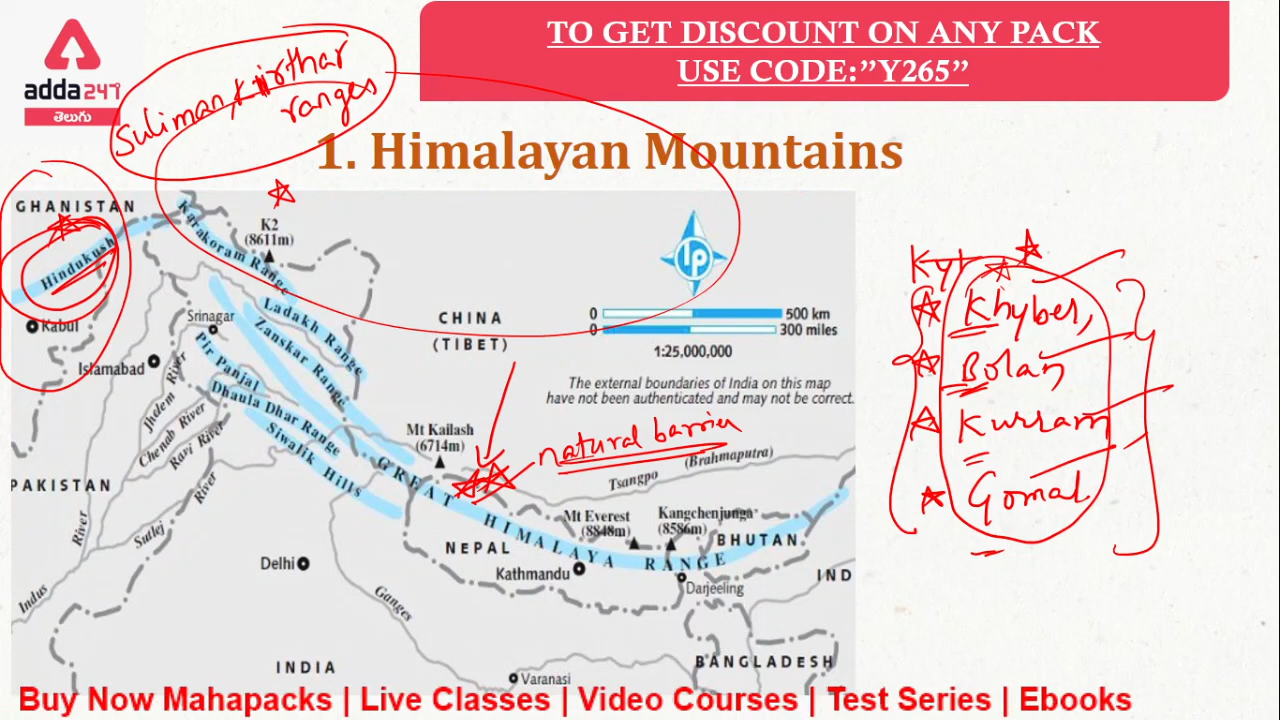 TO GET DISCOUNT ON ANY PACK
USE CODE:”Y265”
adda247
తెలుగు
Suliman, Kirthar
ranges
1. Himalayan Mountains
GHANISTAN
Hindukush
Kabul
Karakoram Range
K2
(8611m)
Ladakh Range
Zanskar Range
Srinagar
Pir Panjal
Dhaula Dhar Range
Siwalik Hills
Islamabad
Jhelem River
Chenab River
Ravi River
PAKISTAN
River
Sutlej
River
Indus
CHINA
(TIBET)
lp
0 500 km
0 300 miles
1:25,000,000
The external boundaries of India on this map
have not been authenticated and may not be correct.
natural barrier
Mt Kailash
(6714m)
Tsangpo (Brahmaputra)
GREAT HIMALAYA RANGE
Mt Everest
(8848m)
Kangchenjunga
(8586m)
NEPAL
BHUTAN
Kathmandu
Darjeeling
IND
Delhi
Ganges
INDIA
Varanasi
BANGLADESH
Khyber,
Bolan
Kurram
Gomal
Buy Now Mahapacks | Live Classes | Video Courses | Test Series | Ebooks